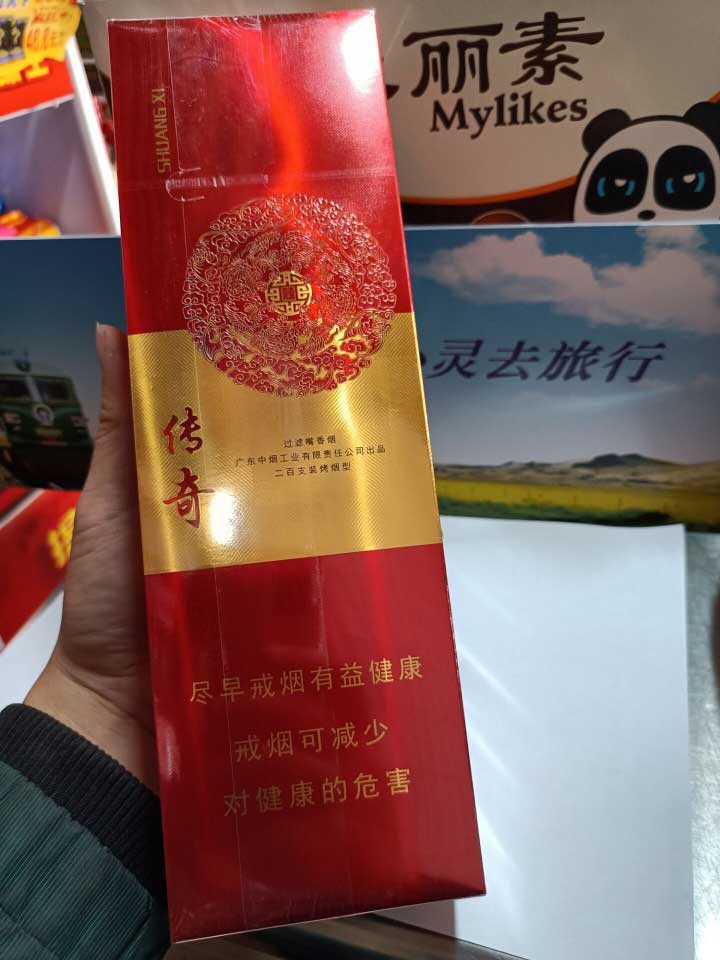 丽素
Mylikes
SHUANG XI
灵去旅行
传奇
过滤嘴香烟
广东中烟工业有限责任公司出品
二百支装烤烟型
尽早戒烟有益健康
戒烟可减少
对健康的危害